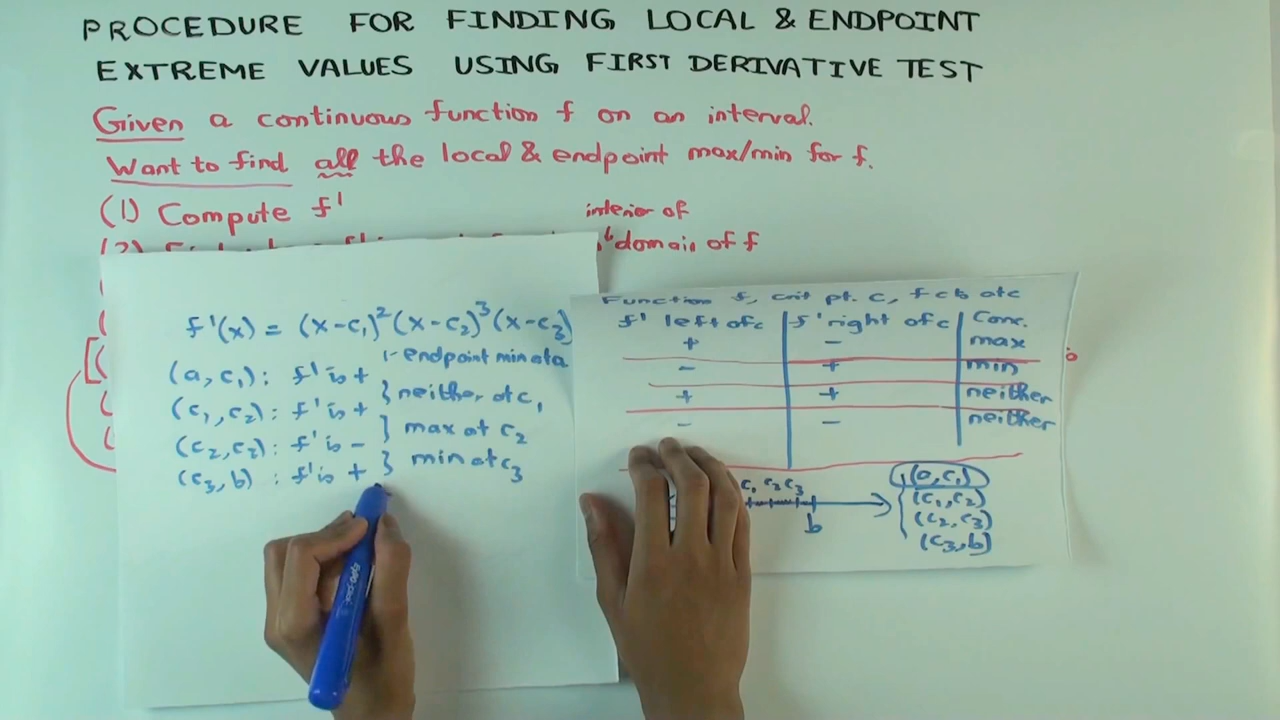 PROCEDURE FOR FINDING LOCAL & ENDPOINT
EXTREME VALUES USING FIRST DERIVATIVE TEST
Given a continuous function f on an interval.
Want to find all the local & endpoint max/min for f.
(1) Compute f'
interior of
(2)
domain of f
f'(x) = (x-c₁)²(x-c₂)³(x-c₃)
endpoint min at a
(a,c₁): f' is +
} neither at c₁
(c₁,c₂): f' is +
} max at c₂
(c₂,c₃): f' is -
} min at c₃
(c₃,b): f' is +
Function f, crit pt. c, f cts at c
f' left of c f' right of c Conc.
+ - max
- + min
+ + neither
- - neither
c₁ c₂ c₃
b
(a,c₁)
(c₁,c₂)
(c₂,c₃)
(c₃,b)